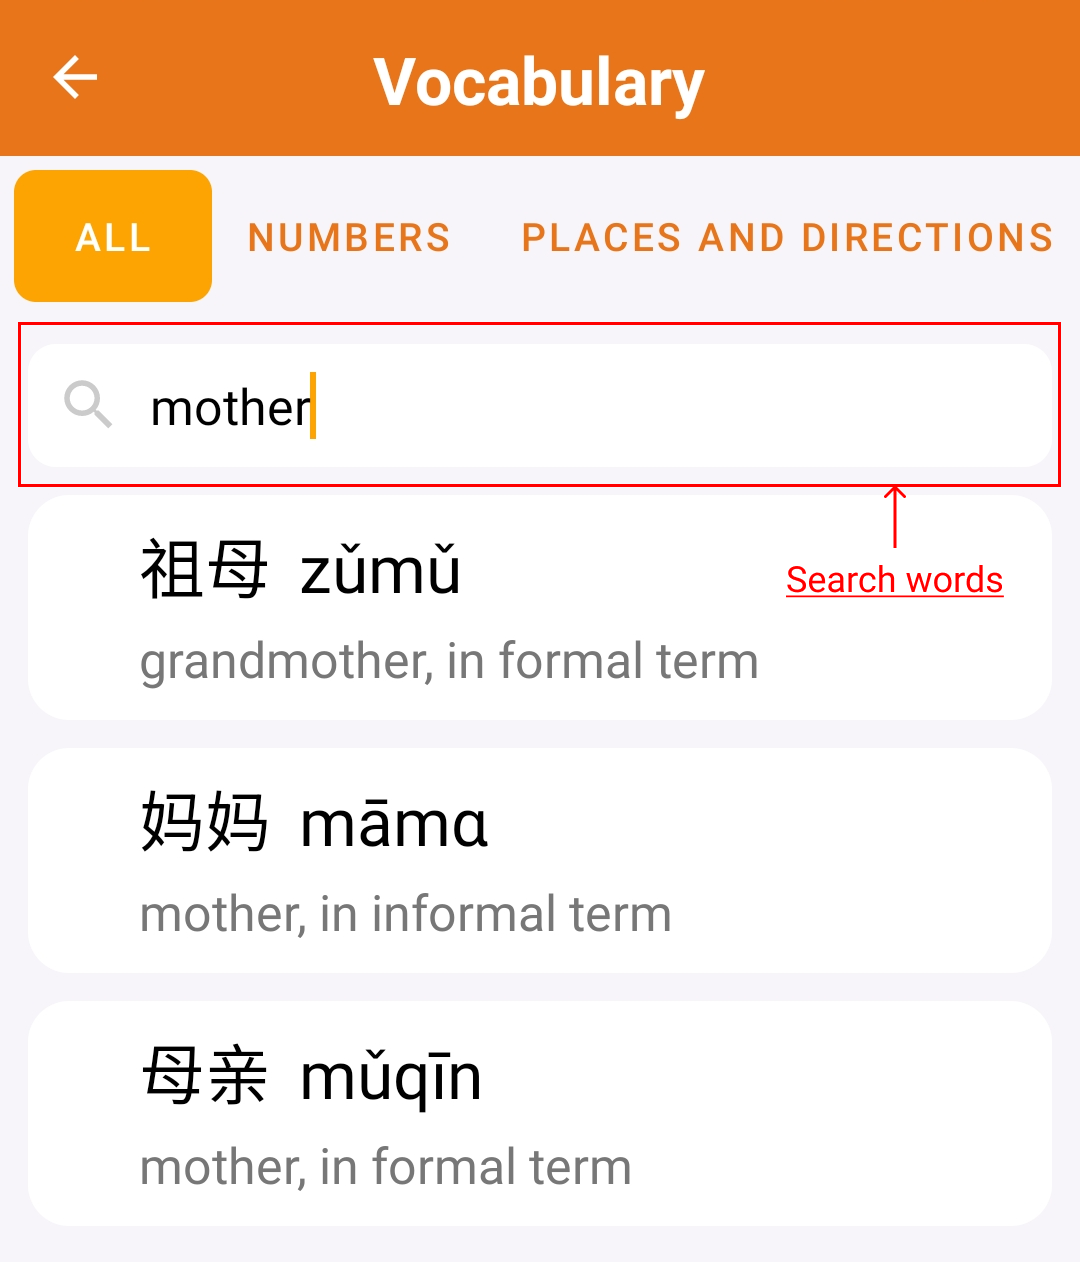 Vocabulary
ALL NUMBERS PLACES AND DIRECTIONS
mother
祖母 zǔmǔ
Search words
grandmother, in formal term
妈妈 māmɑ
mother, in informal term
母亲 mǔqīn
mother, in formal term